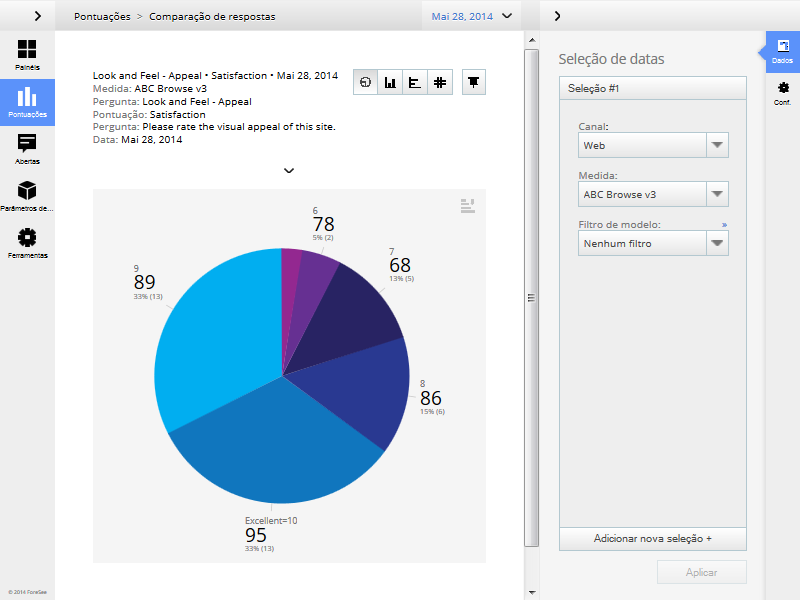 Pontuações > Comparação de respostas
Mai 28, 2014
Painéis
Pontuações
Abertas
Parâmetros de...
Ferramentas
© 2014 ForeSee
Look and Feel - Appeal • Satisfaction • Mai 28, 2014
Medida: ABC Browse v3
Pergunta: Look and Feel - Appeal
Pontuação: Satisfaction
Pergunta: Please rate the visual appeal of this site.
Data: Mai 28, 2014
6
78
5% (2)
7
68
13% (5)
9
89
33% (13)
8
86
15% (6)
Excellent=10
95
33% (13)
Seleção de datas
Seleção #1
Canal:
Web
Medida:
ABC Browse v3
Filtro de modelo: »
Nenhum filtro
Adicionar nova seleção +
Aplicar
Dados
Conf.